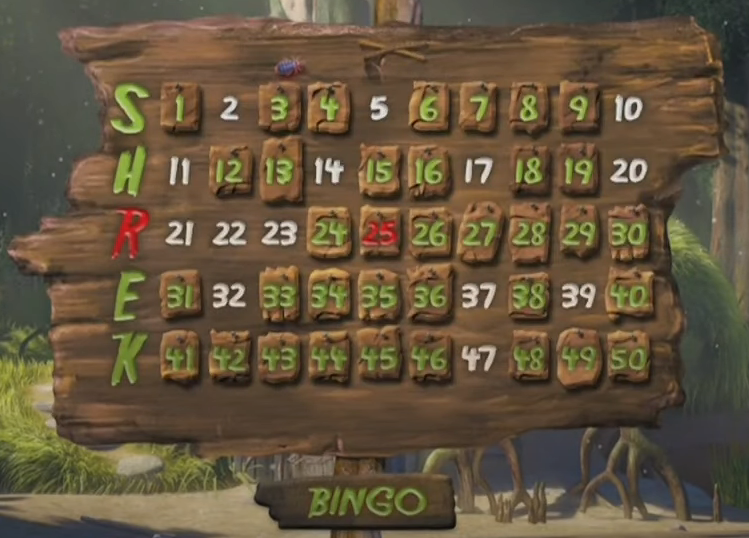 S 1 2 3 4 5 6 7 8 9 10
H 11 12 13 14 15 16 17 18 19 20
R 21 22 23 24 25 26 27 28 29 30
E 31 32 33 34 35 36 37 38 39 40
K 41 42 43 44 45 46 47 48 49 50
BINGO